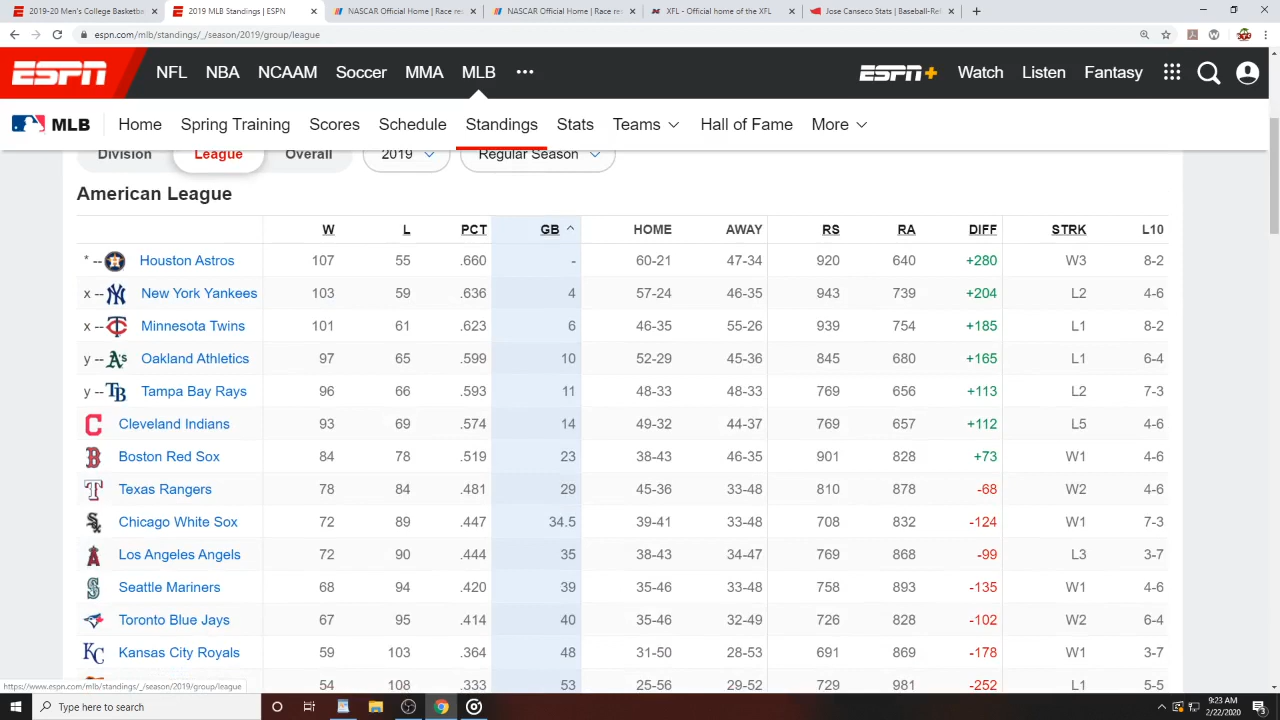 2019-20 Men's College Basketba
2019 MLB Standings | ESPN
NASCAR Official Home | Race re
NASCAR Official Home | Race re
XFL - Official Home of the XFL
Jose Canseco Stats | Baseball-Re
espn.com/mlb/standings/_/season/2019/group/league
ESPN NFL NBA NCAAM Soccer MMA MLB ••• ESPN+ Watch Listen Fantasy
MLB Home Spring Training Scores Schedule Standings Stats Teams Hall of Fame More
Division League Overall 2019 Regular Season
American League
W L PCT GB HOME AWAY RS RA DIFF STRK L10
* -- Houston Astros 107 55 .660 - 60-21 47-34 920 640 +280 W3 8-2
x -- New York Yankees 103 59 .636 4 57-24 46-35 943 739 +204 L2 4-6
x -- Minnesota Twins 101 61 .623 6 46-35 55-26 939 754 +185 L1 8-2
y -- Oakland Athletics 97 65 .599 10 52-29 45-36 845 680 +165 L1 6-4
y -- Tampa Bay Rays 96 66 .593 11 48-33 48-33 769 656 +113 L2 7-3
Cleveland Indians 93 69 .574 14 49-32 44-37 769 657 +112 L5 4-6
Boston Red Sox 84 78 .519 23 38-43 46-35 901 828 +73 W1 4-6
Texas Rangers 78 84 .481 29 45-36 33-48 810 878 -68 W2 4-6
Chicago White Sox 72 89 .447 34.5 39-41 33-48 708 832 -124 W1 7-3
Los Angeles Angels 72 90 .444 35 38-43 34-47 769 868 -99 L3 3-7
Seattle Mariners 68 94 .420 39 35-46 33-48 758 893 -135 W1 4-6
Toronto Blue Jays 67 95 .414 40 35-46 32-49 726 828 -102 W2 6-4
Kansas City Royals 59 103 .364 48 31-50 28-53 691 869 -178 W1 3-7
54 108 .333 53 25-56 29-52 729 981 -252 L1 5-5
https://www.espn.com/mlb/standings/_/season/2019/group/league
Type here to search
9:23 AM
2/22/2020
3